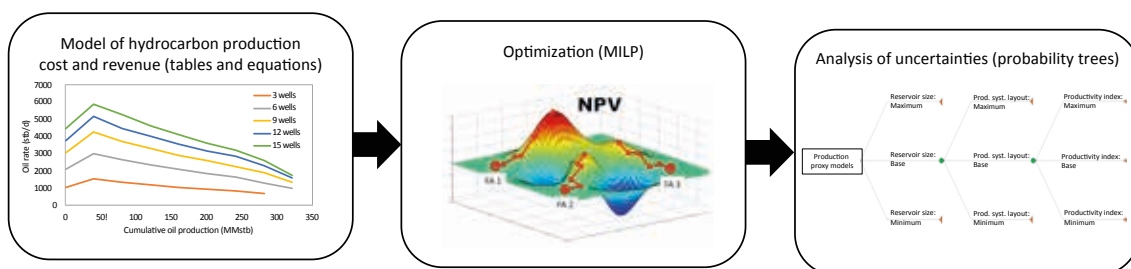 Model of hydrocarbon production
cost and revenue (tables and equations)
7000
6000
5000
4000
3000
2000
1000
0
Oil rate (stb/d)
3 wells
6 wells
9 wells
12 wells
15 wells
0
50!
100
150
200
250
300
350
Cumulative oil production (MMstb)
Optimization (MILP)
NPV
FA 1
FA 2
FA 3
Analysis of uncertainties (probability trees)
Production
proxy models
Reservoir size:
Maximum
Prod. syst. layout:
Maximum
Productivity index:
Maximum
Reservoir size:
Base
Prod. syst. layout:
Base
Productivity index:
Base
Reservoir size:
Minimum
Prod. syst. layout:
Minimum
Productivity index:
Minimum